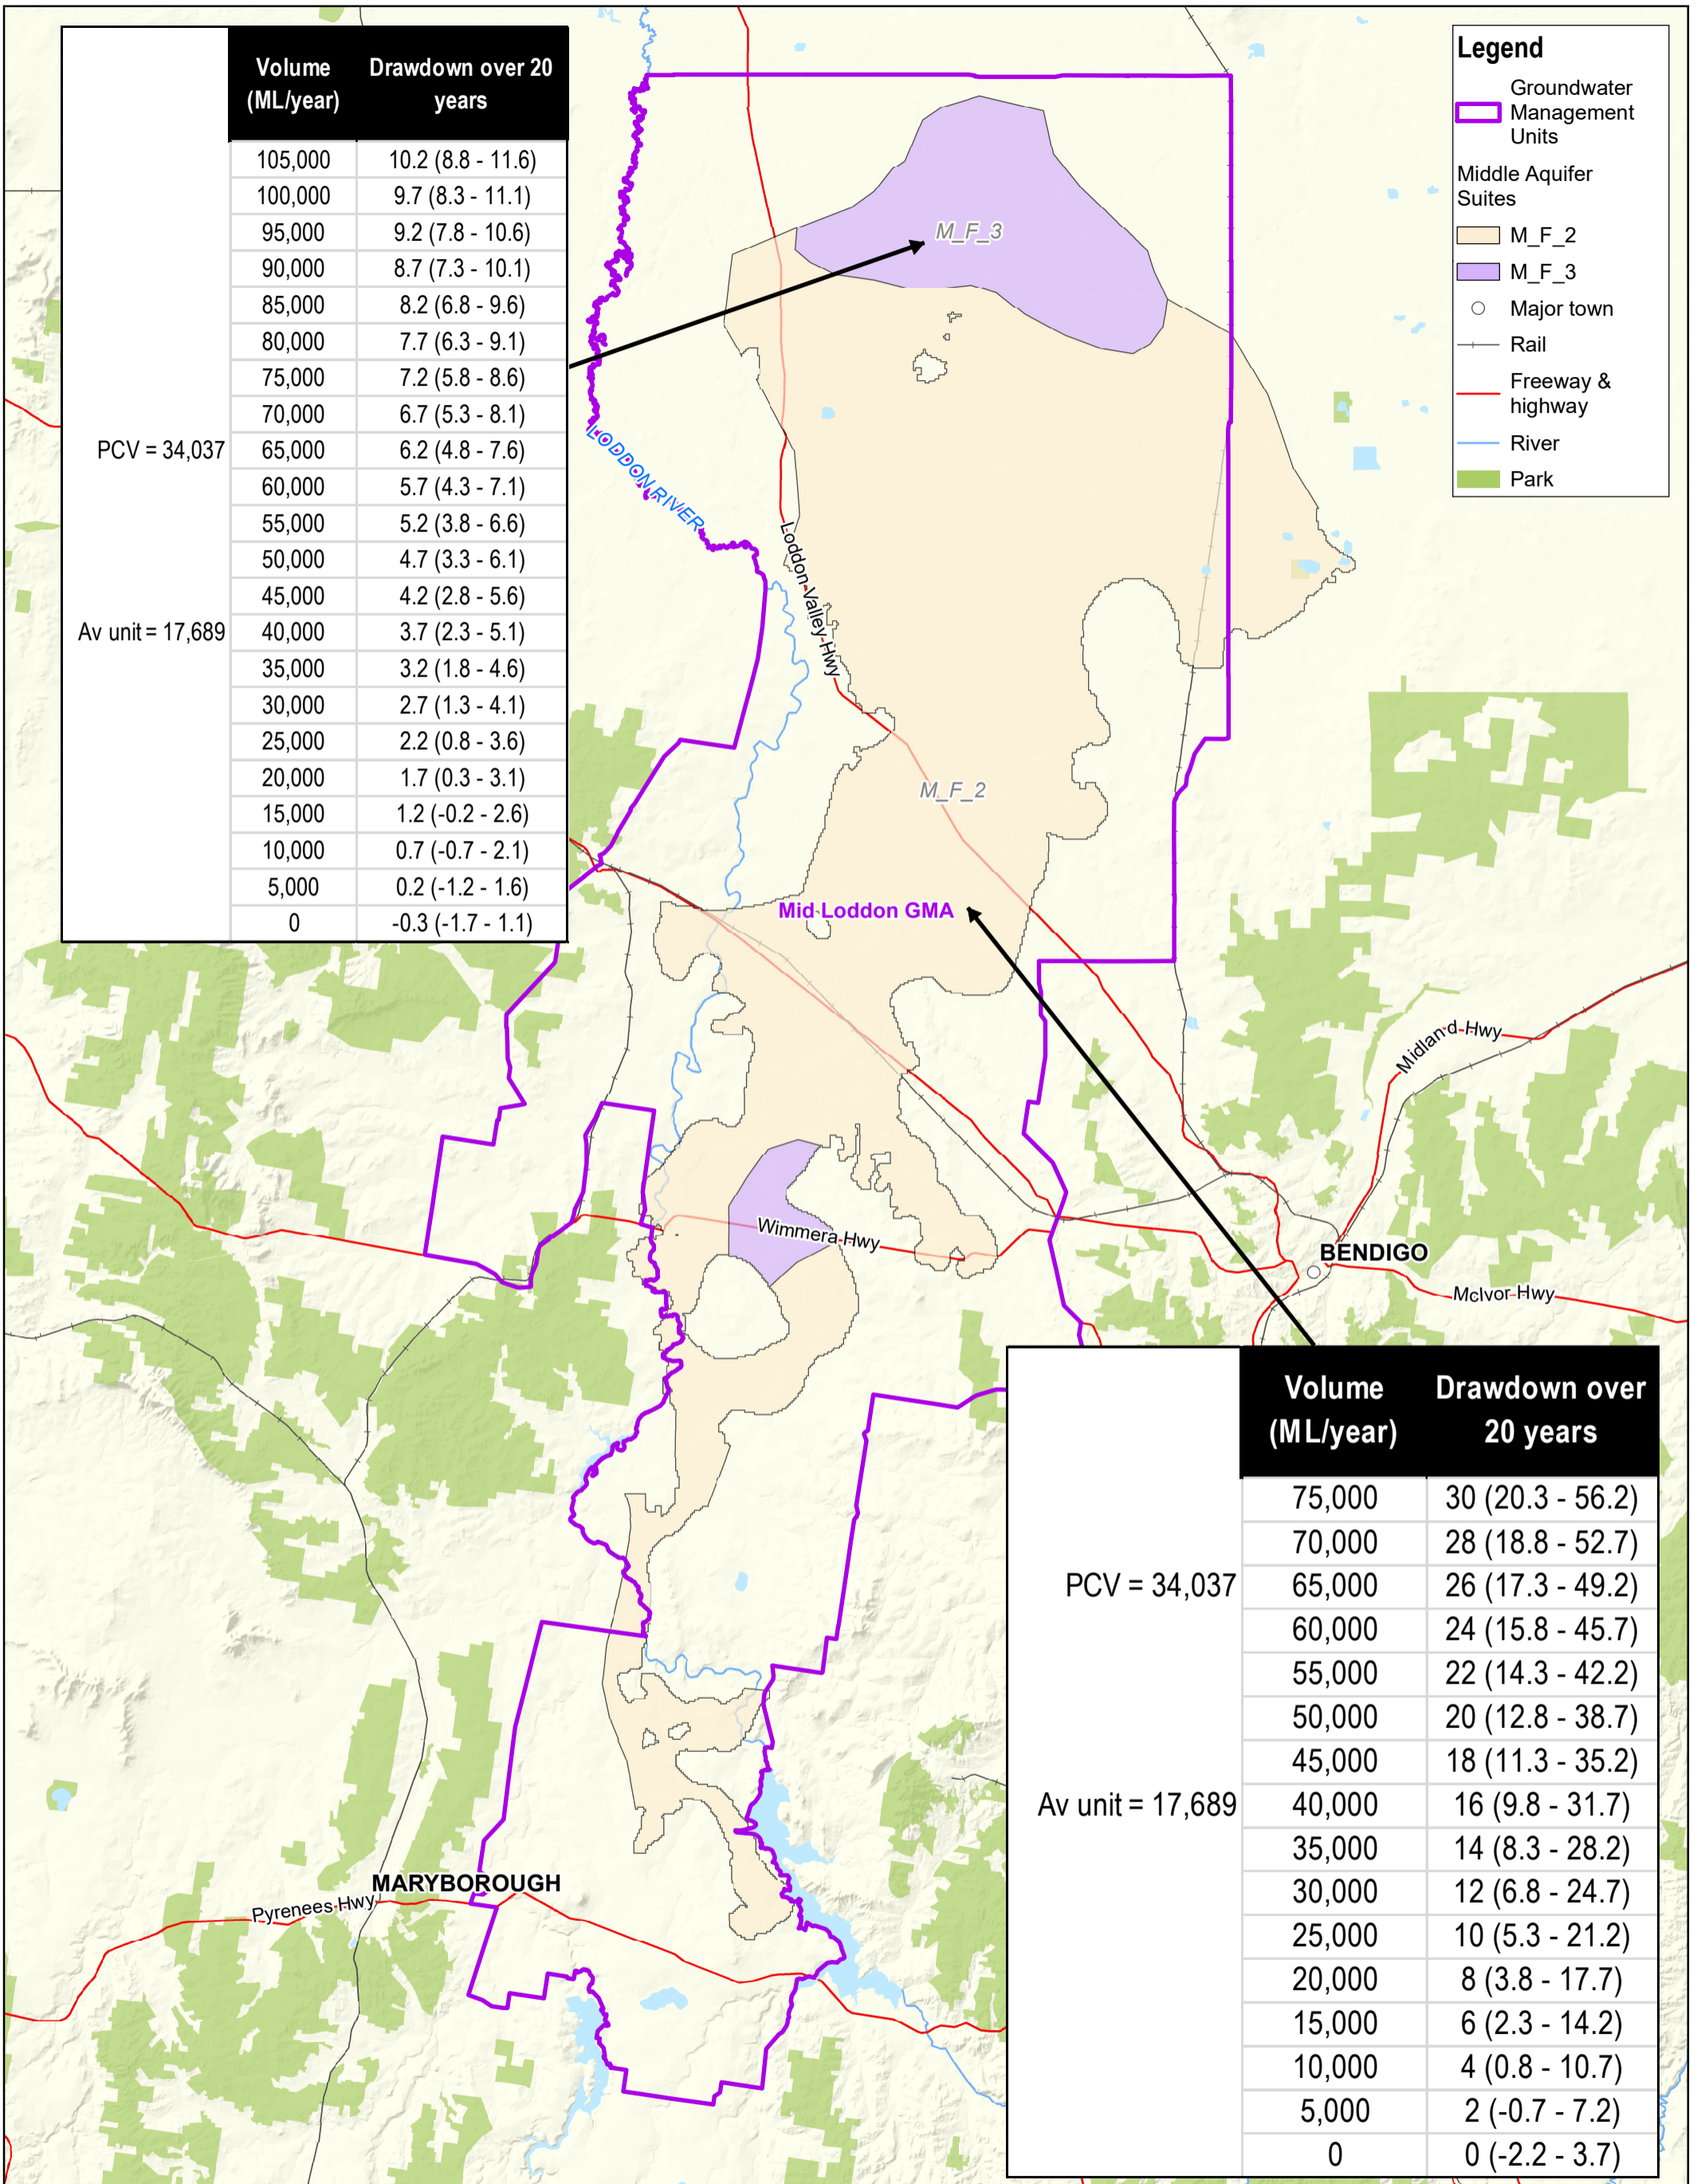 Volume Drawdown over 20
(ML/year) years
105,000 10.2 (8.8 - 11.6)
100,000 9.7 (8.3 - 11.1)
95,000 9.2 (7.8 - 10.6)
90,000 8.7 (7.3 - 10.1)
85,000 8.2 (6.8 - 9.6)
80,000 7.7 (6.3 - 9.1)
75,000 7.2 (5.8 - 8.6)
70,000 6.7 (5.3 - 8.1)
PCV = 34,037 65,000 6.2 (4.8 - 7.6)
60,000 5.7 (4.3 - 7.1)
55,000 5.2 (3.8 - 6.6)
50,000 4.7 (3.3 - 6.1)
45,000 4.2 (2.8 - 5.6)
Av unit = 17,689 40,000 3.7 (2.3 - 5.1)
35,000 3.2 (1.8 - 4.6)
30,000 2.7 (1.3 - 4.1)
25,000 2.2 (0.8 - 3.6)
20,000 1.7 (0.3 - 3.1)
15,000 1.2 (-0.2 - 2.6)
10,000 0.7 (-0.7 - 2.1)
5,000 0.2 (-1.2 - 1.6)
0 -0.3 (-1.7 - 1.1)
Legend
Groundwater
Management
Units
Middle Aquifer
Suites
M_F_2
M_F_3
Major town
Rail
Freeway &
highway
River
Park
M_F_3
LODDON RIVER
Loddon Valley Hwy
M_F_2
Mid Loddon GMA
Midland Hwy
Wimmera Hwy
BENDIGO
McIvor Hwy
MARYBOROUGH
Pyrenees Hwy
Volume Drawdown over
(ML/year) 20 years
75,000 30 (20.3 - 56.2)
70,000 28 (18.8 - 52.7)
PCV = 34,037 65,000 26 (17.3 - 49.2)
60,000 24 (15.8 - 45.7)
55,000 22 (14.3 - 42.2)
50,000 20 (12.8 - 38.7)
45,000 18 (11.3 - 35.2)
Av unit = 17,689 40,000 16 (9.8 - 31.7)
35,000 14 (8.3 - 28.2)
30,000 12 (6.8 - 24.7)
25,000 10 (5.3 - 21.2)
20,000 8 (3.8 - 17.7)
15,000 6 (2.3 - 14.2)
10,000 4 (0.8 - 10.7)
5,000 2 (-0.7 - 7.2)
0 0 (-2.2 - 3.7)